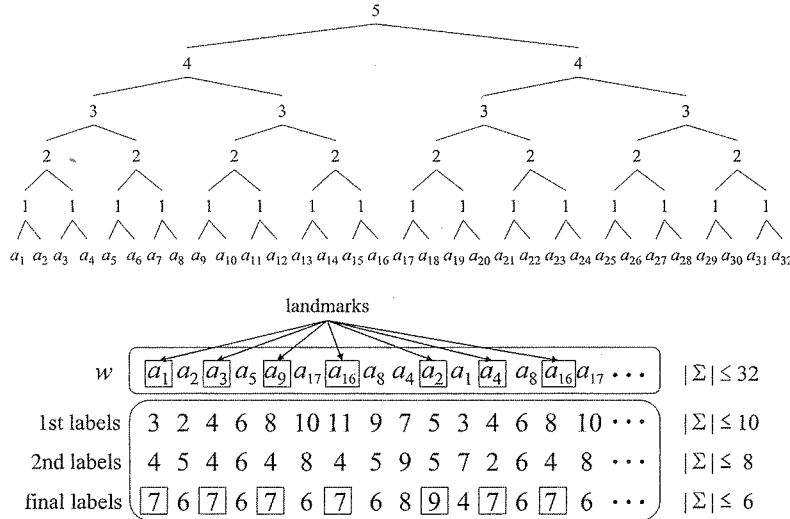 5
4 4
3 3 3 3
2 2 2 2 2 2 2 2
1 1 1 1 1 1 1 1 1 1 1 1 1 1 1 1
a₁ a₂ a₃ a₄ a₅ a₆ a₇ a₈ a₉ a₁₀ a₁₁ a₁₂ a₁₃ a₁₄ a₁₅ a₁₆ a₁₇ a₁₈ a₁₉ a₂₀ a₂₁ a₂₂ a₂₃ a₂₄ a₂₅ a₂₆ a₂₇ a₂₈ a₂₉ a₃₀ a₃₁ a₃₂
landmarks
w a₁ a₂ a₃ a₅ a₉ a₁₇ a₁₆ a₈ a₄ a₂ a₁ a₄ a₈ a₁₆ a₁₇ ··· |Σ| ≤ 32
1st labels 3 2 4 6 8 10 11 9 7 5 3 4 6 8 10 ··· |Σ| ≤ 10
2nd labels 4 5 4 6 4 8 4 5 9 5 7 2 6 4 8 ··· |Σ| ≤ 8
final labels 7 6 7 6 7 6 7 6 8 9 4 7 6 7 6 ··· |Σ| ≤ 6